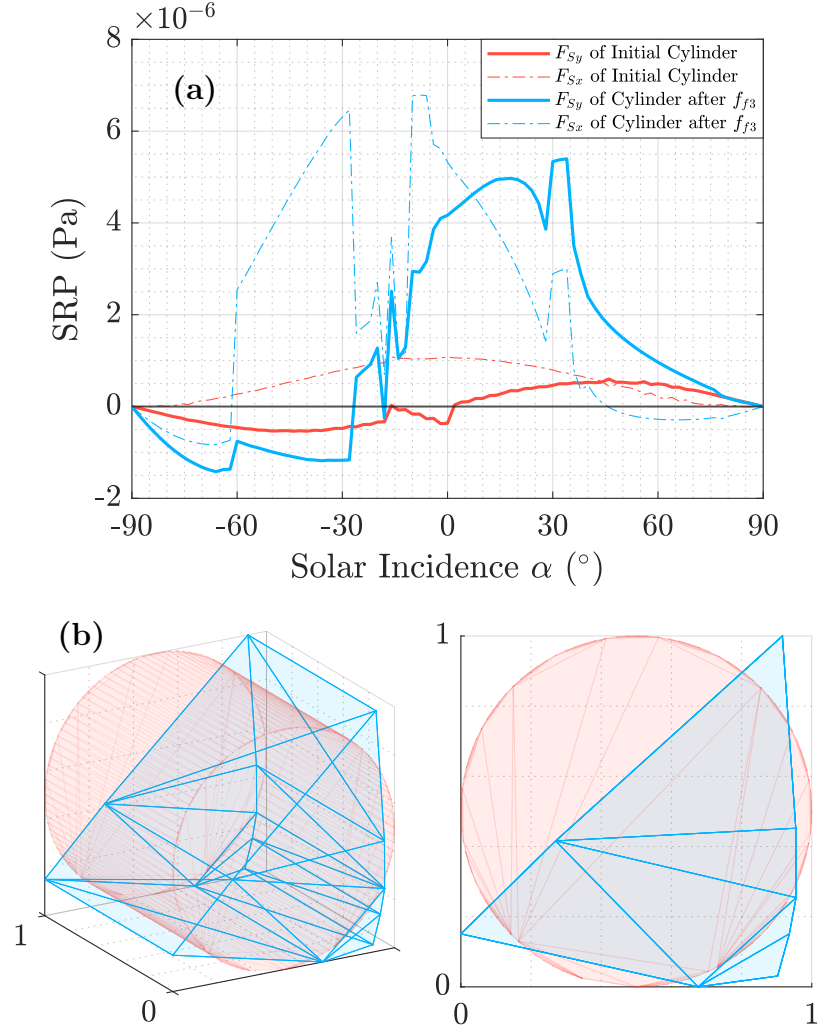 ×10⁻⁶
8
(a)
F_Sy of Initial Cylinder
F_Sx of Initial Cylinder
F_Sy of Cylinder after f_f3
F_Sx of Cylinder after f_f3
6
4
2
0
-2
SRP (Pa)
-90 -60 -30 0 30 60 90
Solar Incidence α (°)
(b)
1
0
1
0
0
1